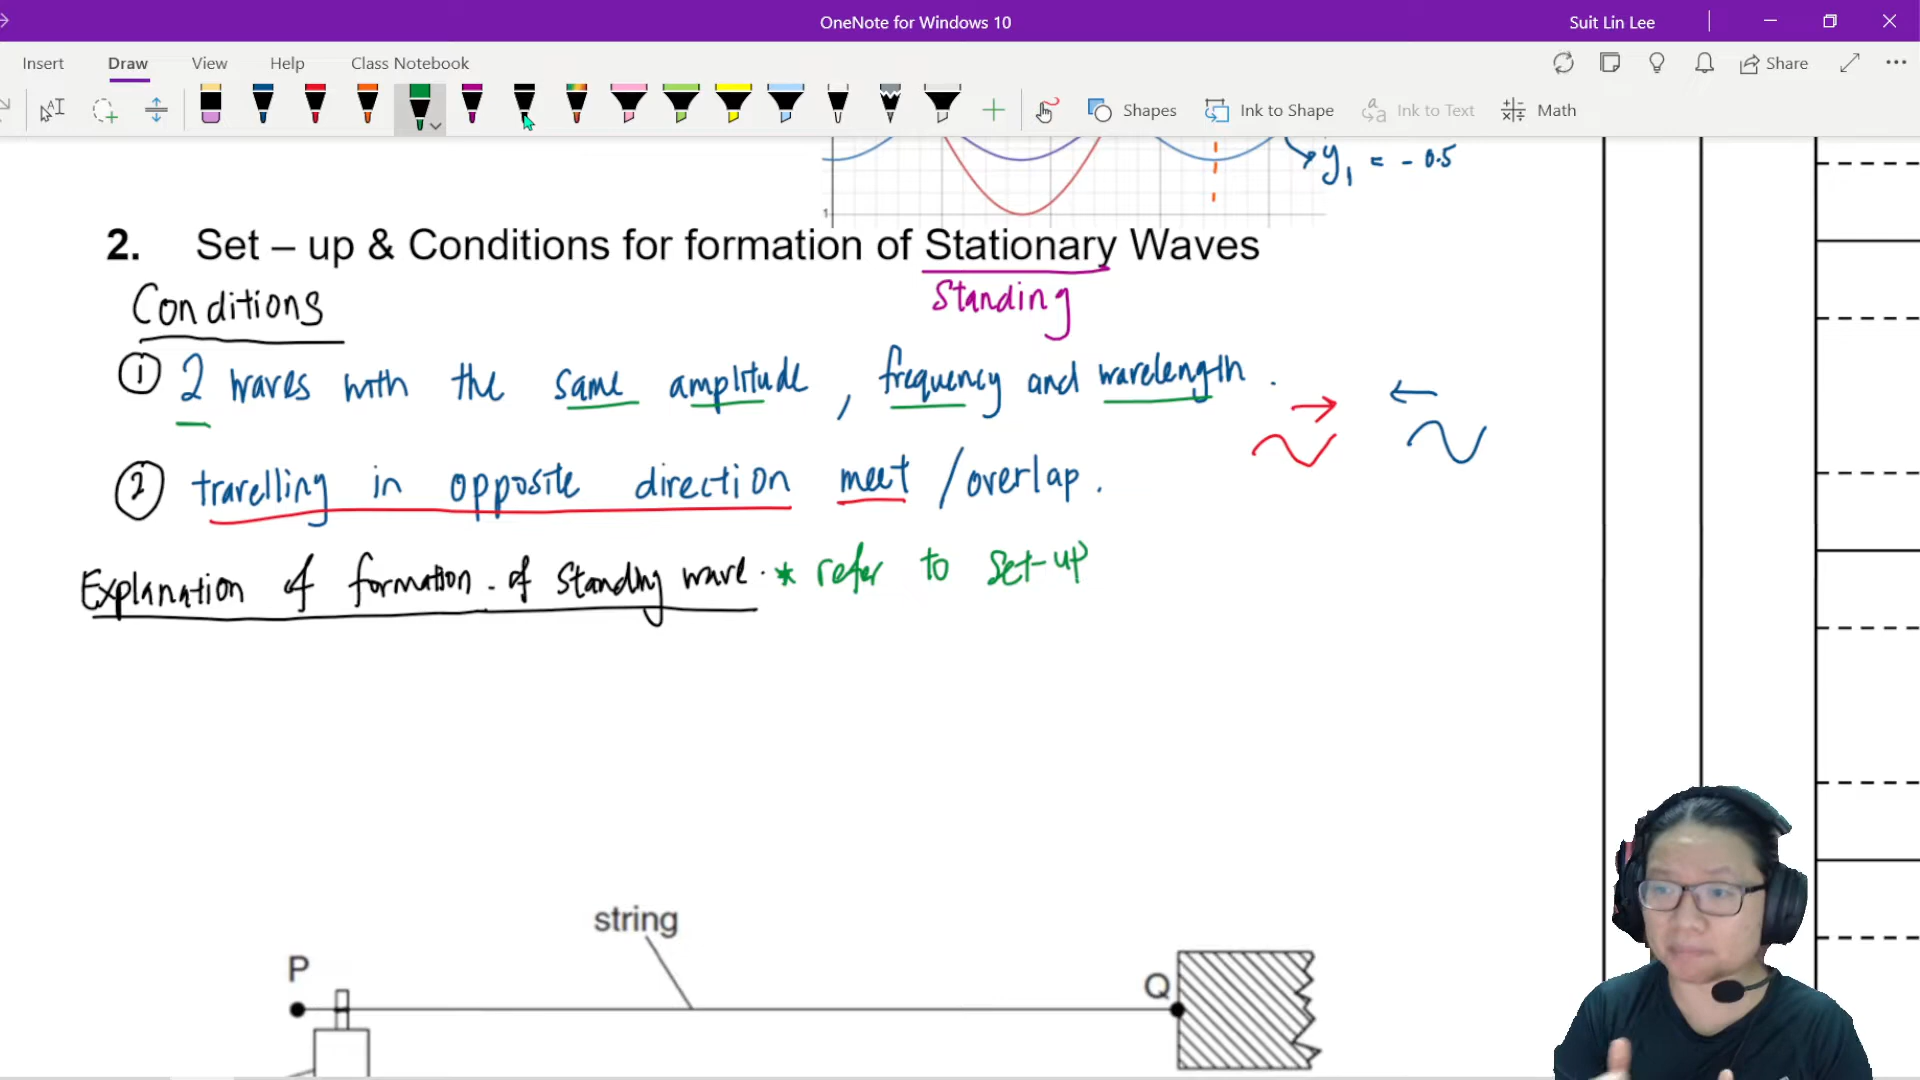 OneNote for Windows 10
Suit Lin Lee
Insert Draw View Help Class Notebook
Share
Shapes
Ink to Shape
Ink to Text
Math
y1 = - 0.5
1
2. Set – up & Conditions for formation of Stationary Waves
Standing
Conditions
① 2 waves with the same amplitude , frequency and wavelength .
② travelling in opposite direction meet / overlap .
Explanation of formation . of standing wave . * refer to set-up
string
P
Q